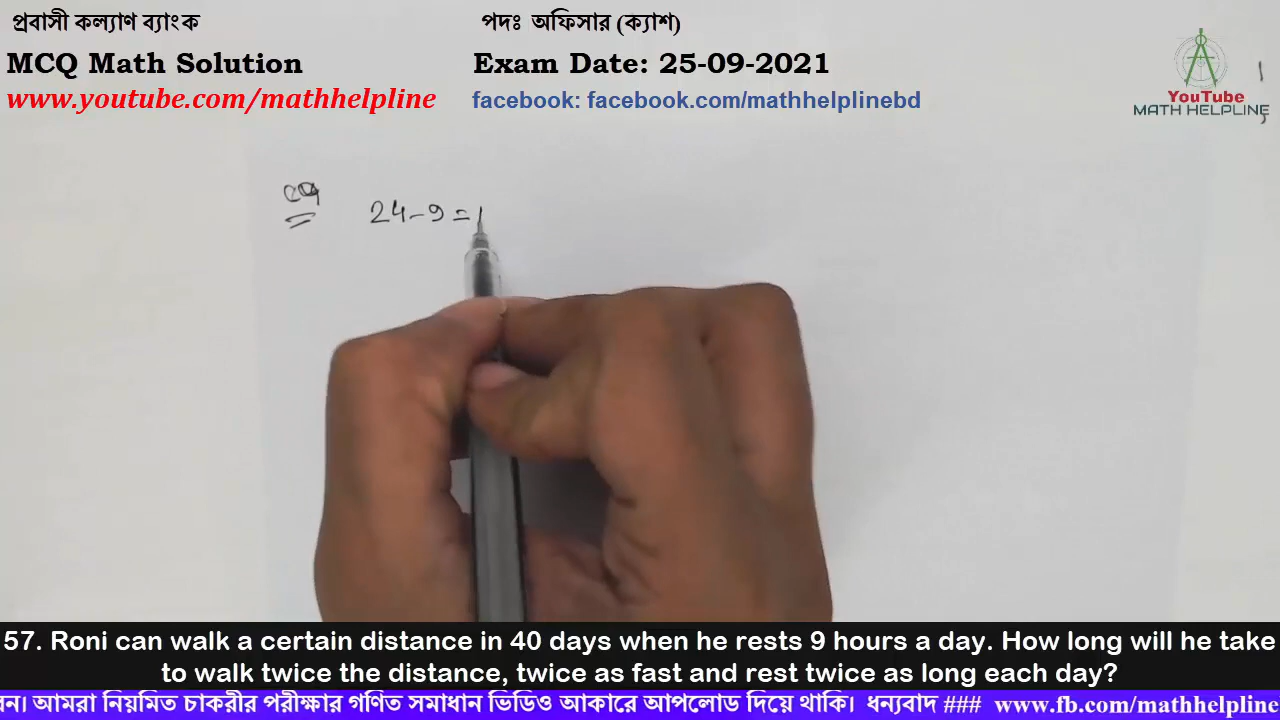 প্রবাসী কল্যাণ ব্যাংক
পদঃ অফিসার (ক্যাশ)
MCQ Math Solution
Exam Date: 25-09-2021
www.youtube.com/mathhelpline
facebook: facebook.com/mathhelplinebd
YouTube
MATH HELPLINE
24-9=1
57. Roni can walk a certain distance in 40 days when he rests 9 hours a day. How long will he take
to walk twice the distance, twice as fast and rest twice as long each day?
আমরা নিয়মিত চাকরীর পরীক্ষার গণিত সমাধান ভিডিও আকারে আপলোড দিয়ে থাকি। ধন্যবাদ ### www.fb.com/mathhelpline